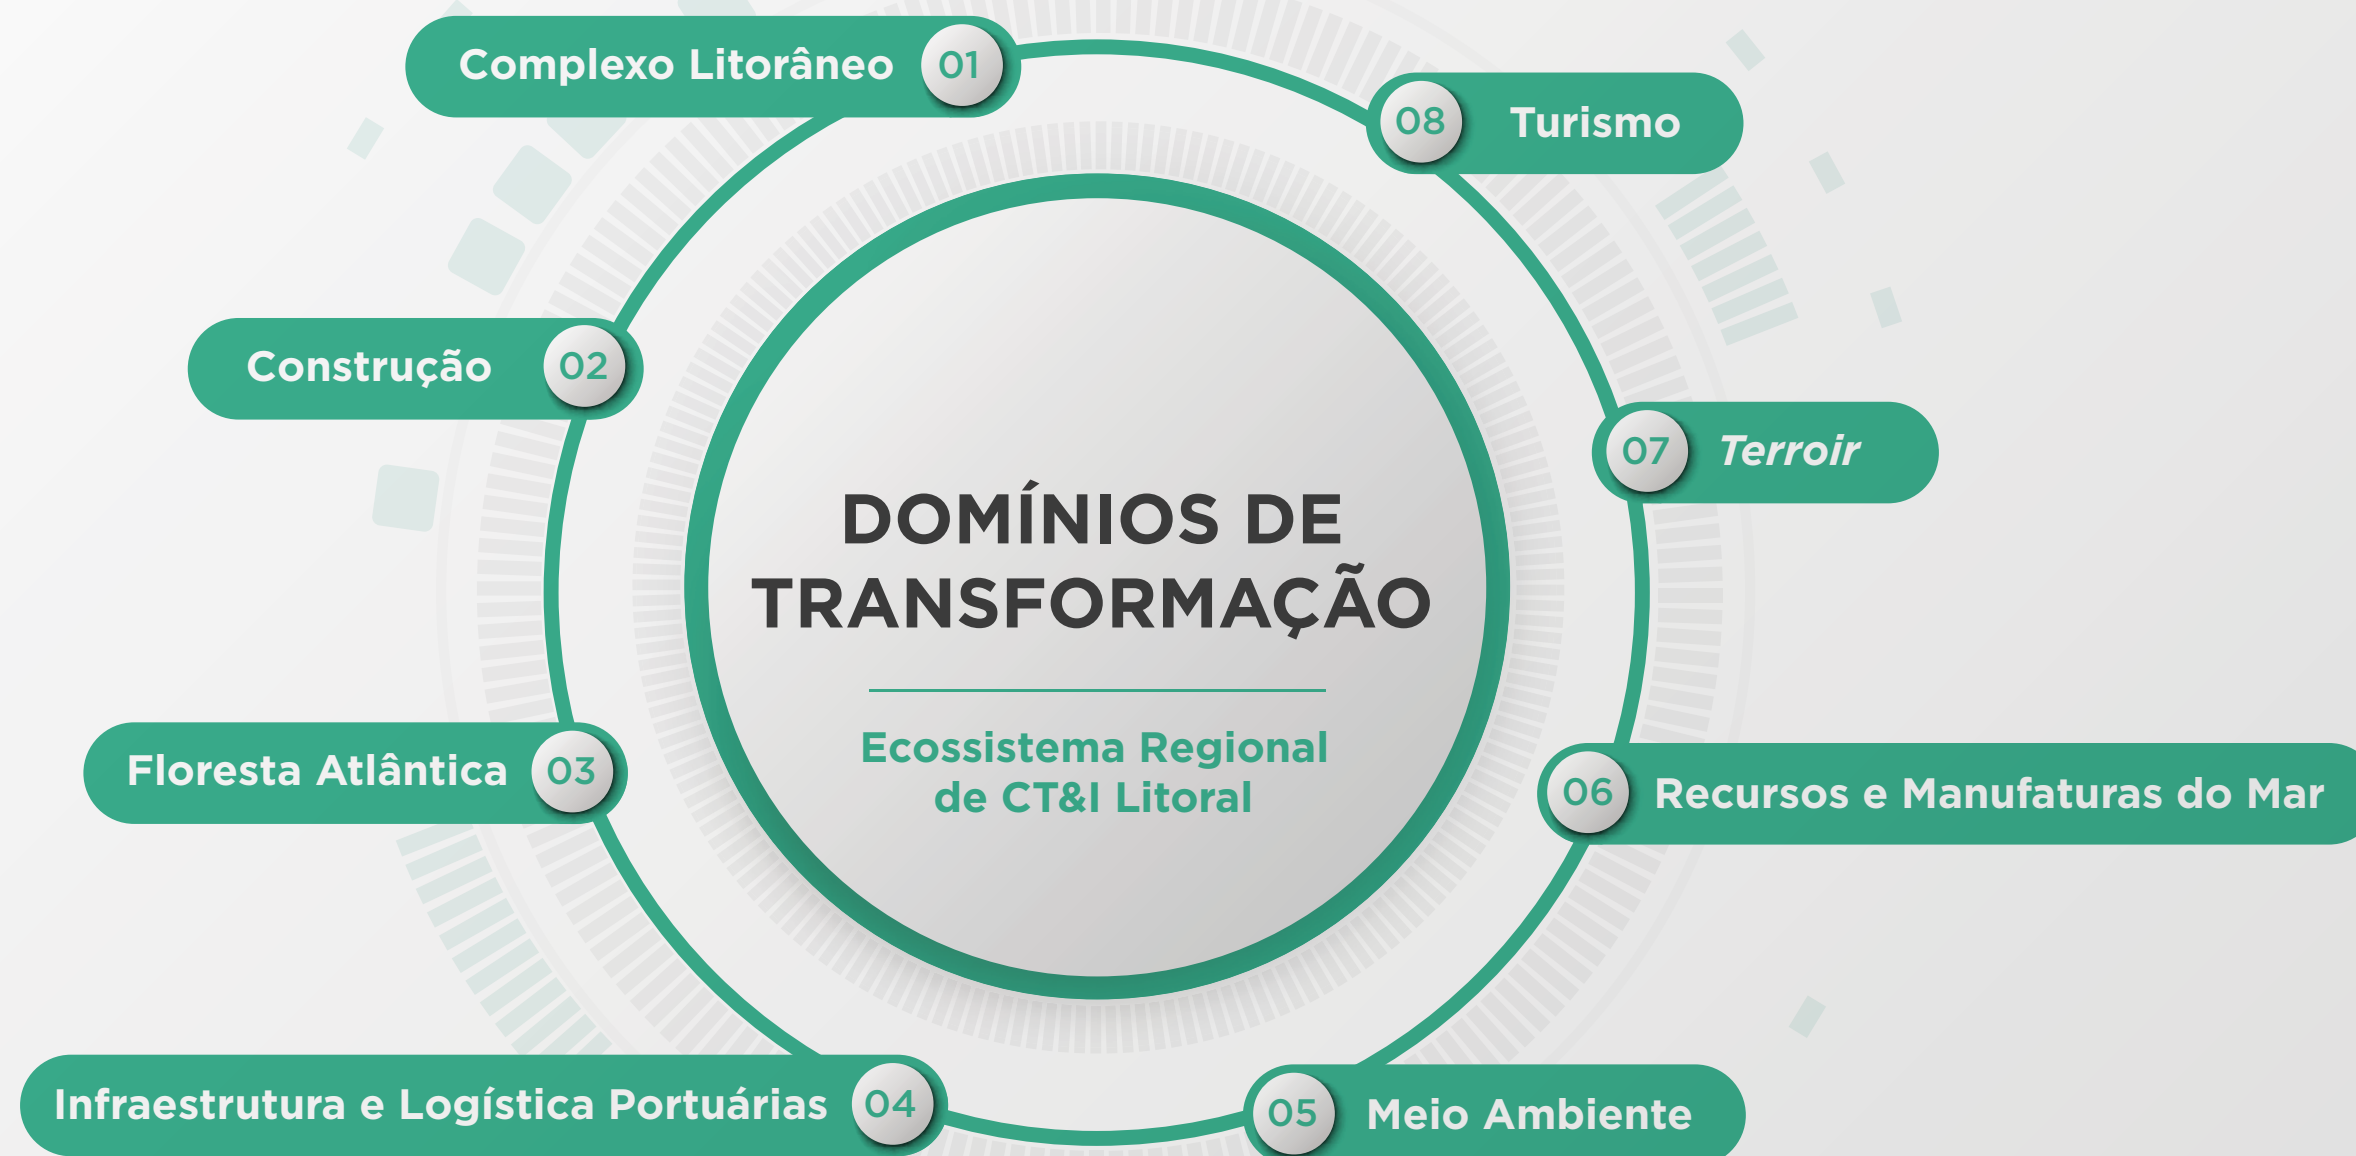 Complexo Litorâneo 01
08 Turismo
Construção 02
07 Terroir
DOMÍNIOS DE
TRANSFORMAÇÃO
Ecossistema Regional
de CT&I Litoral
Floresta Atlântica 03
06 Recursos e Manufaturas do Mar
Infraestrutura e Logística Portuárias 04
05 Meio Ambiente